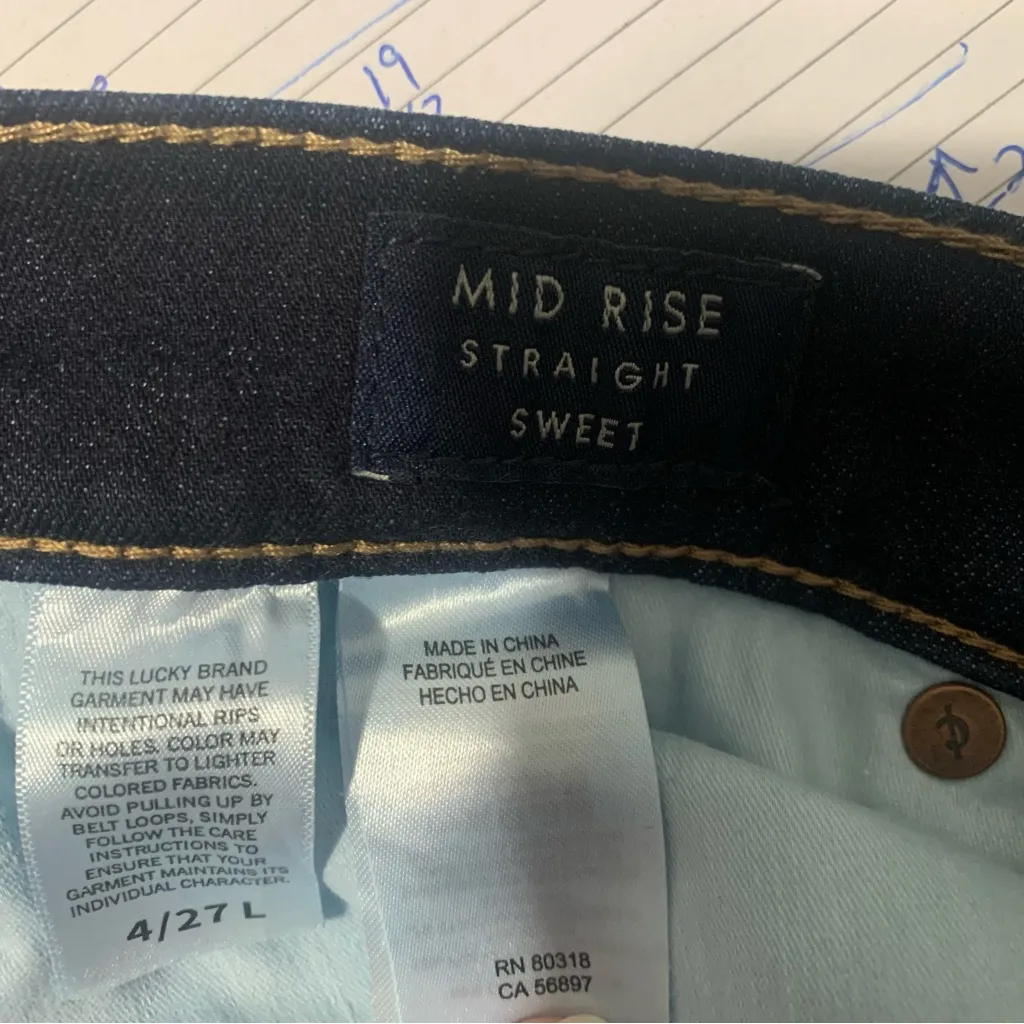 19
MID RISE
STRAIGHT
SWEET
THIS LUCKY BRAND
GARMENT MAY HAVE
INTENTIONAL RIPS
OR HOLES. COLOR MAY
TRANSFER TO LIGHTER
COLORED FABRICS.
AVOID PULLING UP BY
BELT LOOPS, SIMPLY
FOLLOW THE CARE
INSTRUCTIONS TO
ENSURE THAT YOUR
GARMENT MAINTAINS ITS
INDIVIDUAL CHARACTER.
4/27 L
MADE IN CHINA
FABRIQUÉ EN CHINE
HECHO EN CHINA
RN 80318
CA 56897